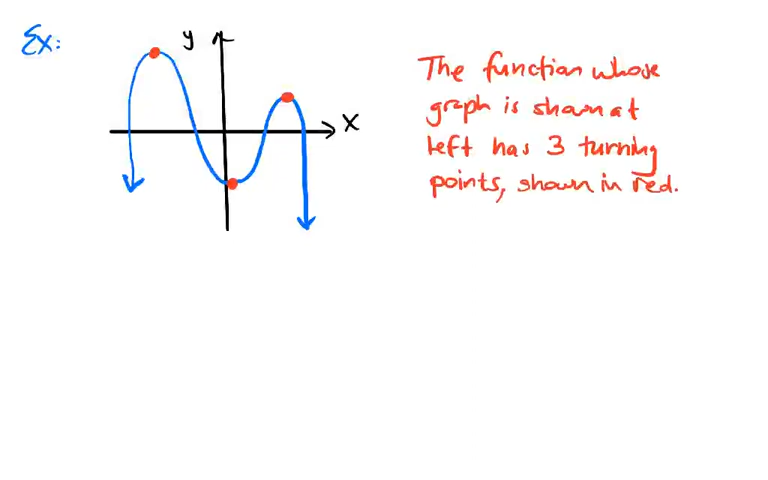 Ex:
y
x
The function whose
graph is shown at
left has 3 turning
points, shown in red.